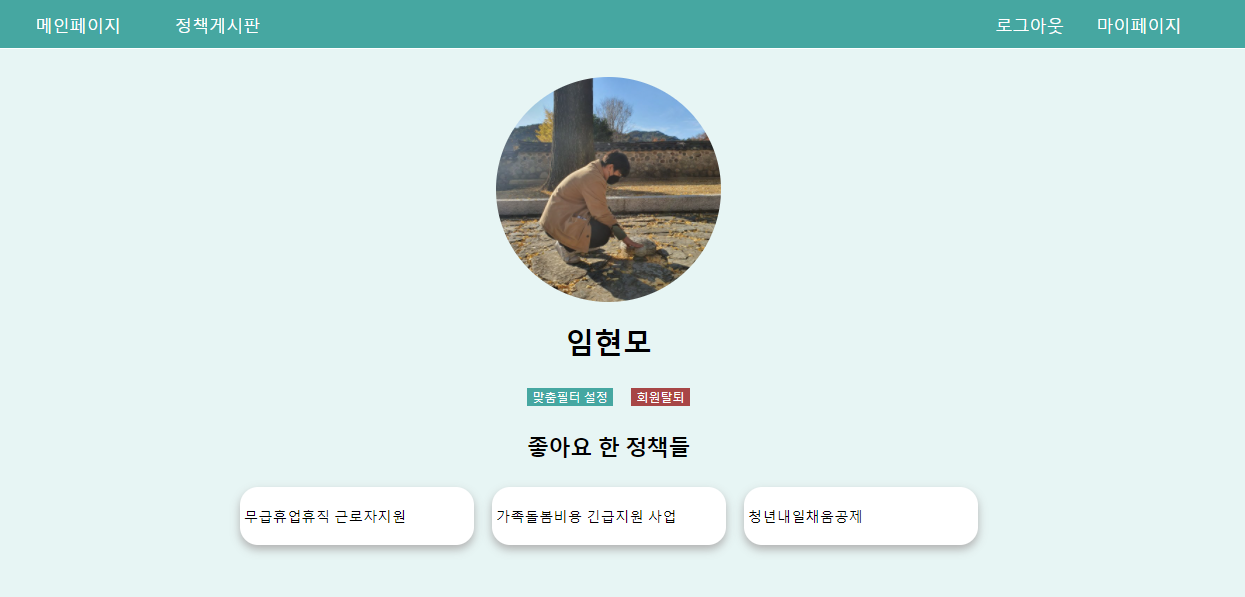 메인페이지 정책게시판 로그아웃 마이페이지
임현모
맞춤필터 설정 회원탈퇴
좋아요 한 정책들
무급휴업휴직 근로자지원 가족돌봄비용 긴급지원 사업 청년내일채움공제